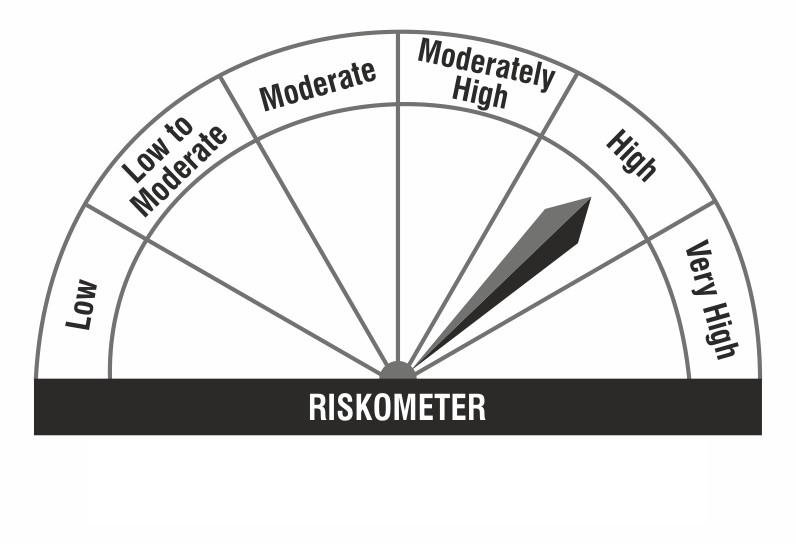 Low
Low to
Moderate
Moderate
Moderately
High
High
Very High
RISKOMETER